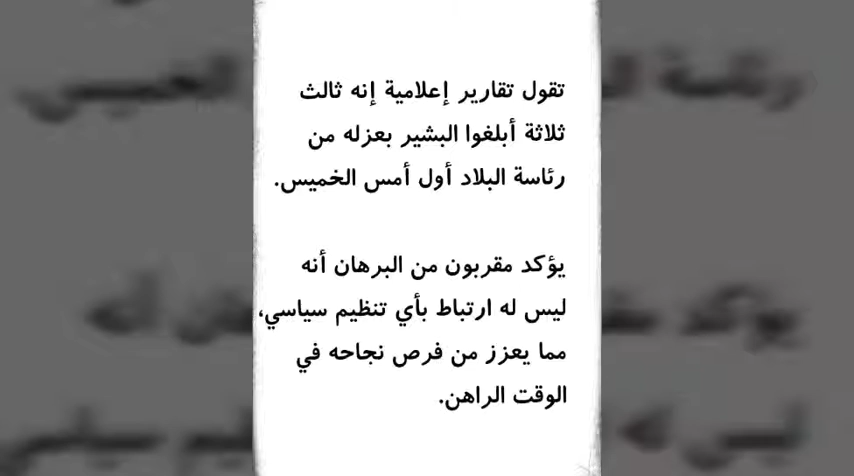 تقول تقارير إعلامية إنه ثالث
ثلاثة أبلغوا البشير بعزله من
رئاسة البلاد أول أمس الخميس.
يؤكد مقربون من البرهان أنه
ليس له ارتباط بأي تنظيم سياسي،
مما يعزز من فرص نجاحه في
الوقت الراهن.